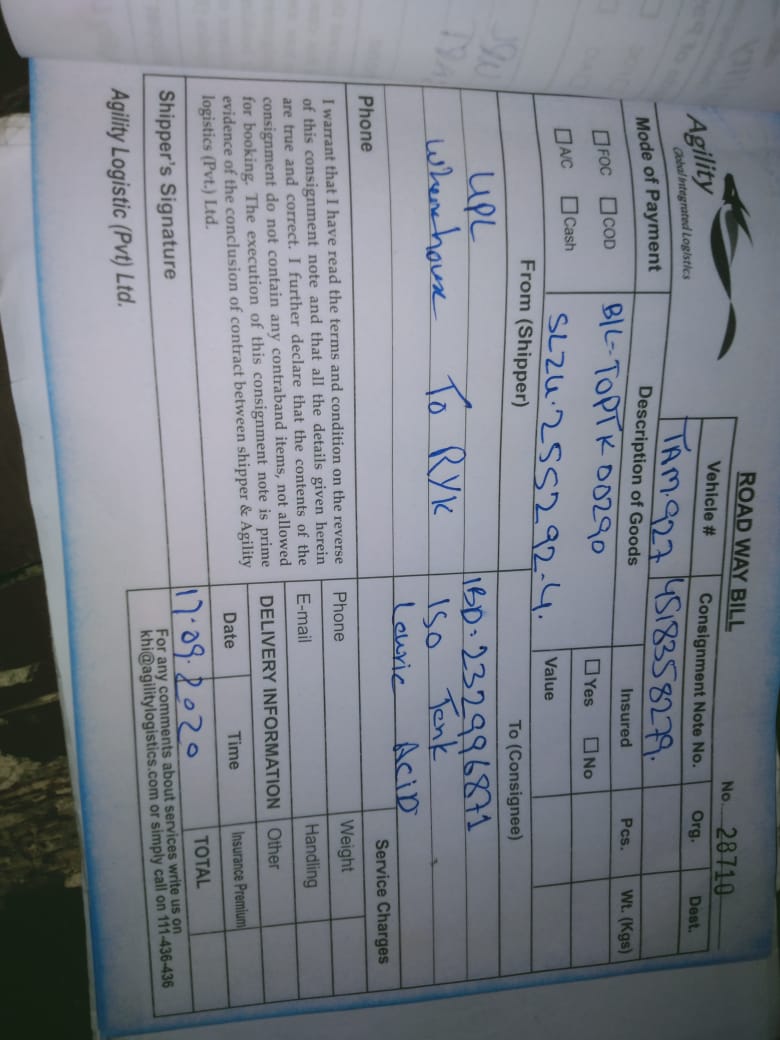 Agility
Global Integrated Logistics
ROAD WAY BILL
No. 28710
Vehicle # Consignment Note No. Org. Dest.
TAM-927 4518358279.
Mode of Payment Description of Goods Insured Pcs. Wt. (Kgs)
FOC COD B/L-TOPTK00290 Yes No
A/C Cash SLZU.255292-4. Value
From (Shipper) To (Consignee)
UPL IBD:232996871
Wherehouse To RYK ISO Tank
Lauric ACiD
Phone Service Charges
I warrant that I have read the terms and condition on the reverse
of this consignment note and that all the details given herein
are true and correct. I further declare that the contents of the
consignment do not contain any contraband items, not allowed
for booking. The execution of this consignment note is prime
evidence of the conclusion of contract between shipper & Agility
logistics (Pvt.) Ltd.
Phone Weight
E-mail Handling
DELIVERY INFORMATION Other
Date Time Insurance Premium
17.09.2020 TOTAL
Shipper's Signature
For any comments about services write us on
khi@agilitylogistics.com or simply call on 111-436-436
Agility Logistic (Pvt) Ltd.